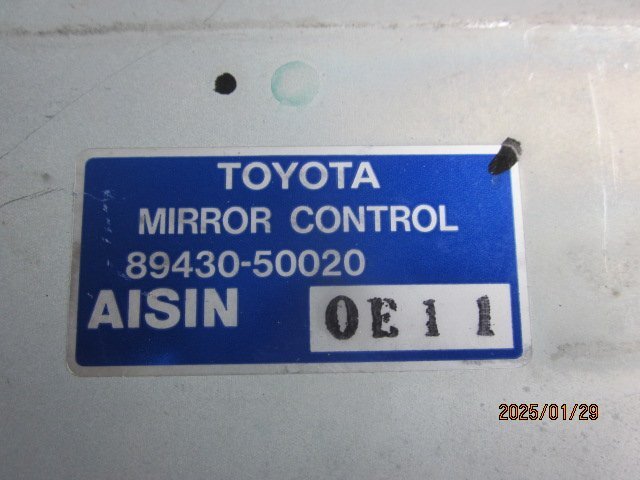 TOYOTA
MIRROR CONTROL
89430-50020
AISIN
0E11
2025/01/29